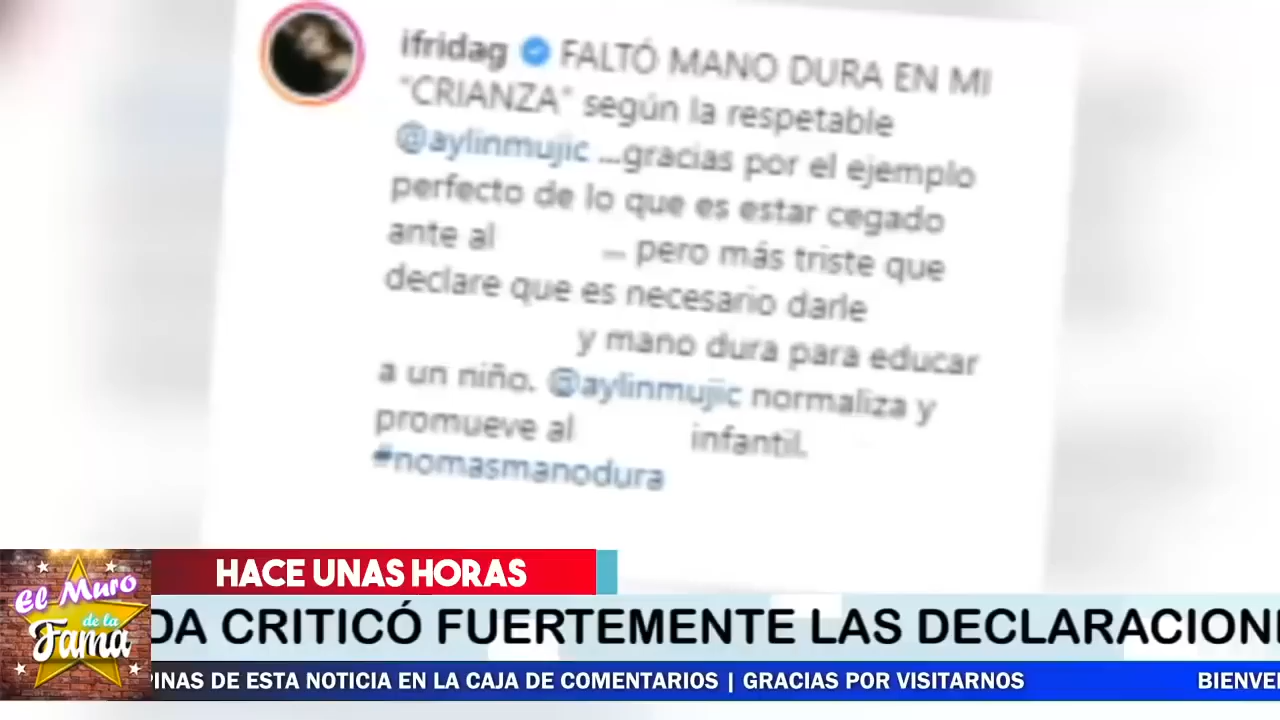 ifridag FALTÓ MANO DURA EN MI
"CRIANZA" según la respetable
@aylinmujic ...gracias por el ejemplo
perfecto de lo que es estar cegado
ante al ... pero más triste que
declare que es necesario darle
y mano dura para educar
a un niño. @aylinmujic normaliza y
promueve al infantil.
#nomasmanodura
HACE UNAS HORAS
El Muro
de la
Fama
DA CRITICÓ FUERTEMENTE LAS DECLARACION
PINAS DE ESTA NOTICIA EN LA CAJA DE COMENTARIOS | GRACIAS POR VISITARNOS BIENVE